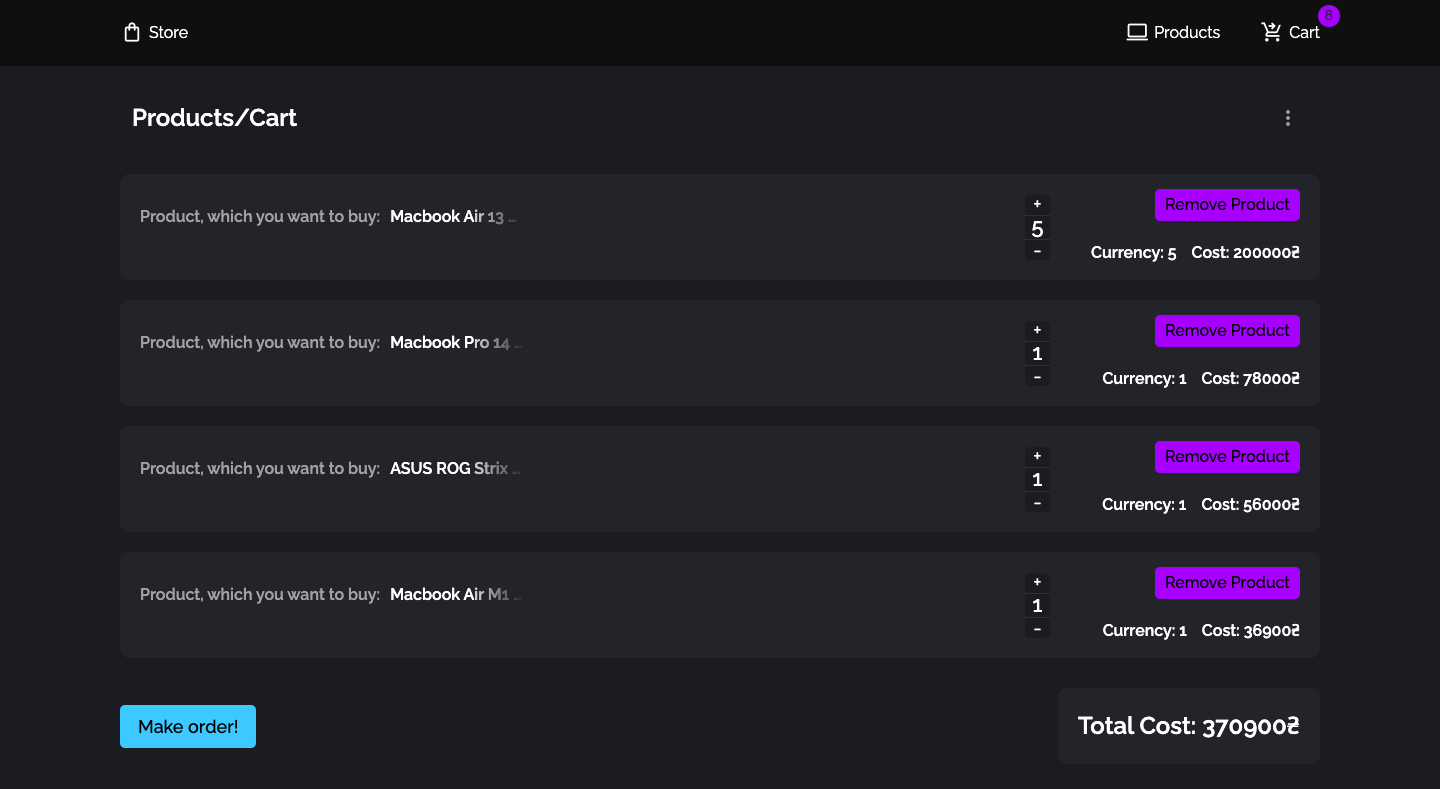 Store
Products
Cart
8
Products/Cart
Product, which you want to buy: Macbook Air 13 ...
+
5
-
Remove Product
Currency: 5 Cost: 200000₴
Product, which you want to buy: Macbook Pro 14 ...
+
1
-
Remove Product
Currency: 1 Cost: 78000₴
Product, which you want to buy: ASUS ROG Strix ...
+
1
-
Remove Product
Currency: 1 Cost: 56000₴
Product, which you want to buy: Macbook Air M1 ...
+
1
-
Remove Product
Currency: 1 Cost: 36900₴
Make order!
Total Cost: 370900₴